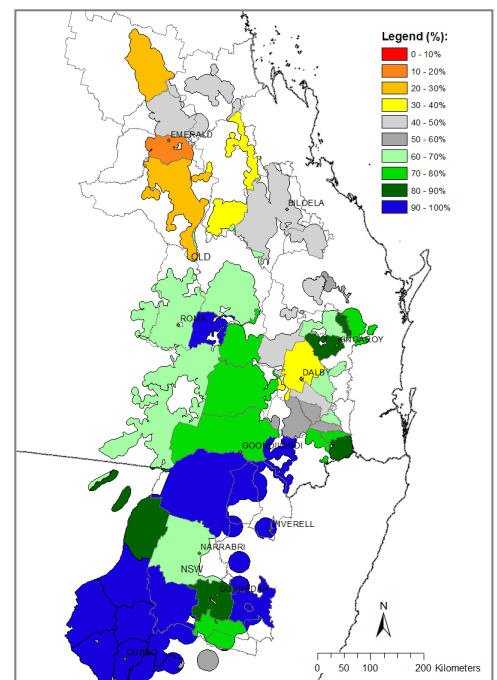 Legend (%):
0 - 10%
10 - 20%
20 - 30%
30 - 40%
40 - 50%
50 - 60%
60 - 70%
70 - 80%
80 - 90%
90 - 100%
EMERALD
BILOELA
QLD
ROMA
DALBY
INVERELL
NARRABRI
NSW
N
0 50 100 200 Kilometers